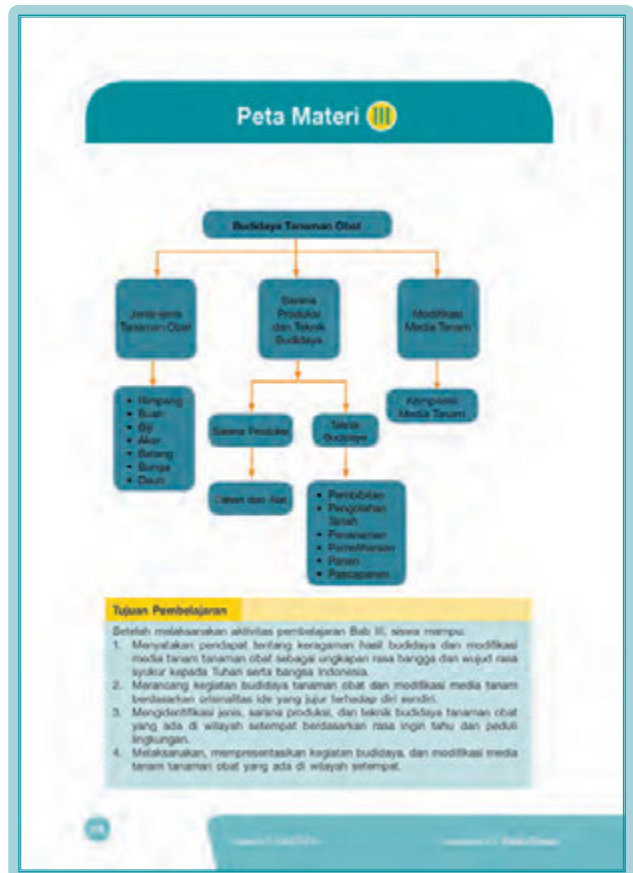 Peta Materi III
Budidaya Tanaman Obat
Jenis-jenis
Tanaman Obat
Sarana
Produksi
dan Teknik
Budidaya
Modifikasi
Media Tanam
• Rimpang
• Buah
• Biji
• Akar
• Batang
• Bunga
• Daun
Sarana Produksi
Teknik
Budidaya
Komposisi
Media Tanam
Bahan dan Alat
• Pembibitan
• Pengolahan
Tanah
• Penanaman
• Pemeliharaan
• Panen
• Pascapanen
Tujuan Pembelajaran
Setelah melaksanakan aktivitas pembelajaran Bab III, siswa mampu:
1. Menyatakan pendapat tentang keragaman hasil budidaya dan modifikasi
media tanam tanaman obat sebagai ungkapan rasa bangga dan wujud rasa
syukur kepada Tuhan serta bangsa Indonesia.
2. Merancang kegiatan budidaya tanaman obat dan modifikasi media tanam
berdasarkan orisinalitas ide yang jujur terhadap diri sendiri.
3. Mengidentifikasi jenis, sarana produksi, dan teknik budidaya tanaman obat
yang ada di wilayah setempat berdasarkan rasa ingin tahu dan peduli
lingkungan.
4. Melaksanakan, mempresentasikan kegiatan budidaya, dan modifikasi media
tanam tanaman obat yang ada di wilayah setempat.